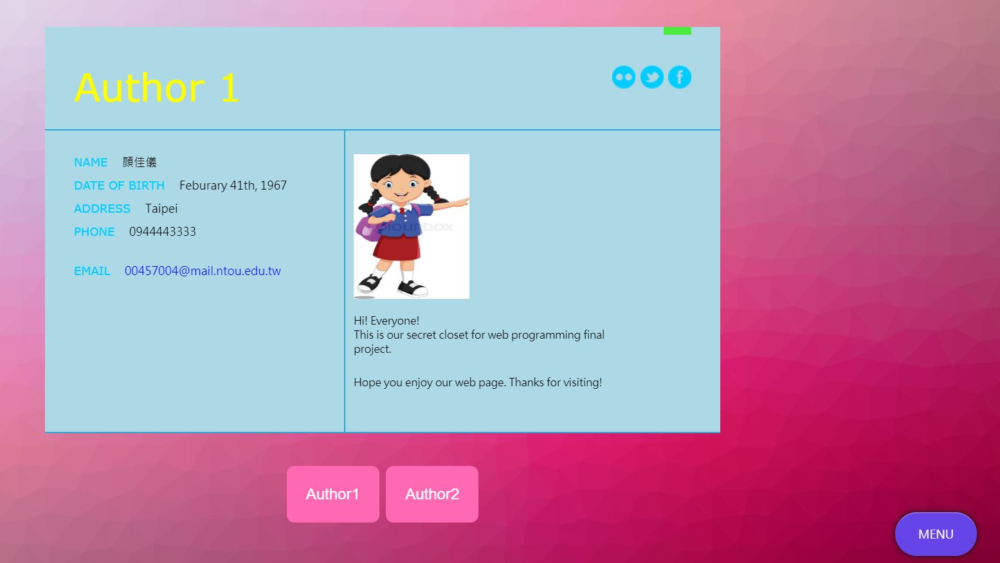 Author 1
NAME 顏佳儀
DATE OF BIRTH Feburary 41th, 1967
ADDRESS Taipei
PHONE 0944443333
EMAIL 00457004@mail.ntou.edu.tw
colourbox
Hi! Everyone!
This is our secret closet for web programming final
project.
Hope you enjoy our web page. Thanks for visiting!
Author1 Author2
MENU